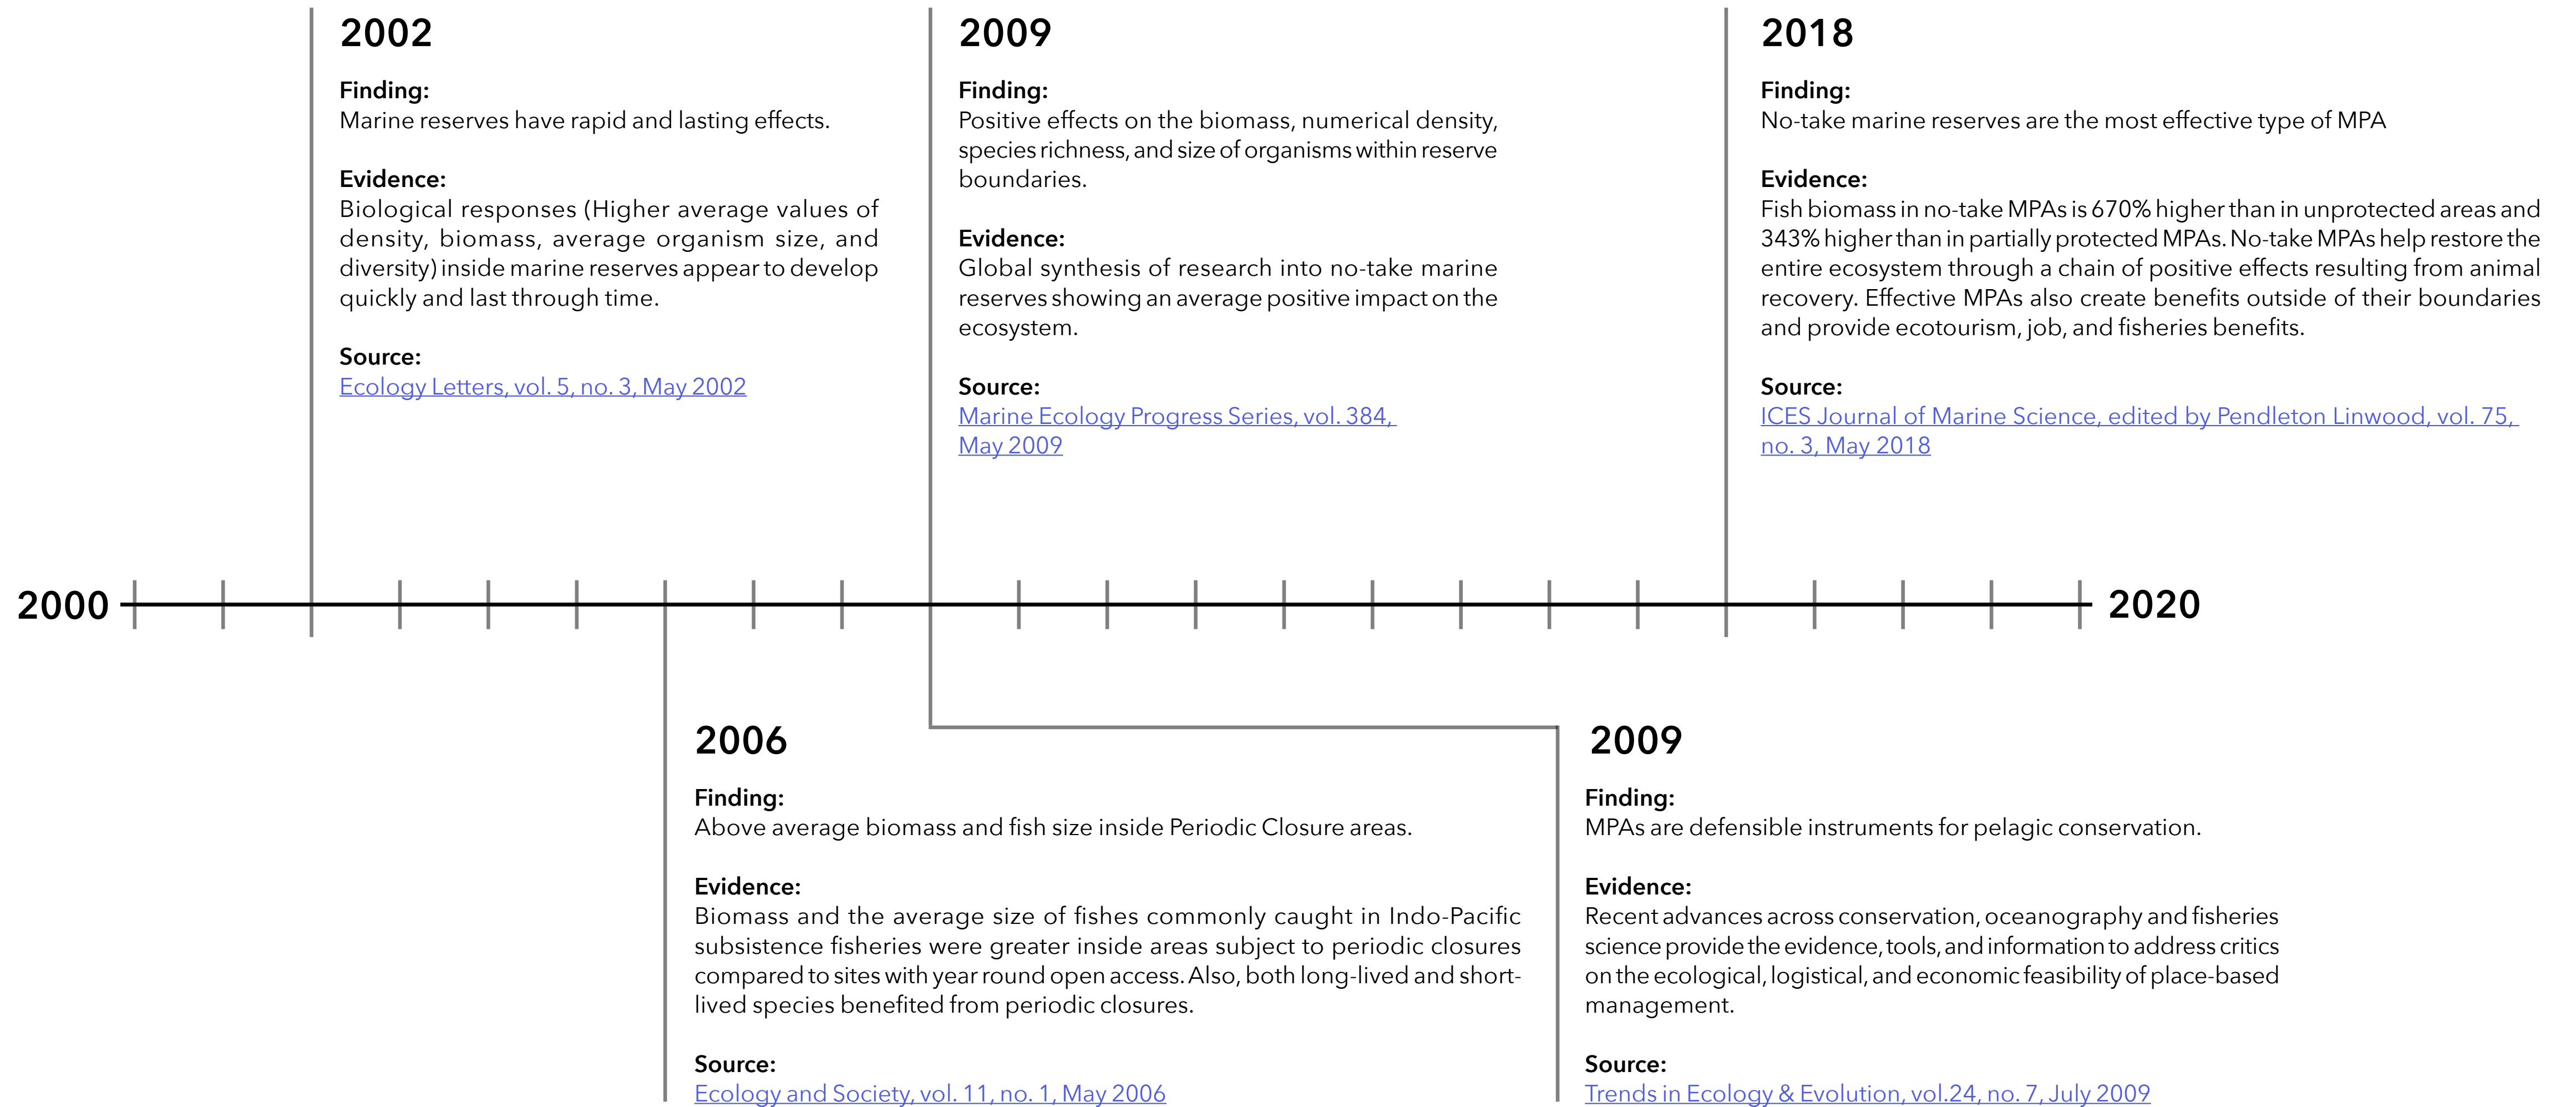 2002
Finding:
Marine reserves have rapid and lasting effects.
Evidence:
Biological responses (Higher average values of
density, biomass, average organism size, and
diversity) inside marine reserves appear to develop
quickly and last through time.
Source:
Ecology Letters, vol. 5, no. 3, May 2002
2009
Finding:
Positive effects on the biomass, numerical density,
species richness, and size of organisms within reserve
boundaries.
Evidence:
Global synthesis of research into no-take marine
reserves showing an average positive impact on the
ecosystem.
Source:
Marine Ecology Progress Series, vol. 384,
May 2009
2018
Finding:
No-take marine reserves are the most effective type of MPA
Evidence:
Fish biomass in no-take MPAs is 670% higher than in unprotected areas and
343% higher than in partially protected MPAs. No-take MPAs help restore the
entire ecosystem through a chain of positive effects resulting from animal
recovery. Effective MPAs also create benefits outside of their boundaries
and provide ecotourism, job, and fisheries benefits.
Source:
ICES Journal of Marine Science, edited by Pendleton Linwood, vol. 75,
no. 3, May 2018
2000
2020
2006
Finding:
Above average biomass and fish size inside Periodic Closure areas.
Evidence:
Biomass and the average size of fishes commonly caught in Indo-Pacific
subsistence fisheries were greater inside areas subject to periodic closures
compared to sites with year round open access. Also, both long-lived and short-
lived species benefited from periodic closures.
Source:
Ecology and Society, vol. 11, no. 1, May 2006
2009
Finding:
MPAs are defensible instruments for pelagic conservation.
Evidence:
Recent advances across conservation, oceanography and fisheries
science provide the evidence, tools, and information to address critics
on the ecological, logistical, and economic feasibility of place-based
management.
Source:
Trends in Ecology & Evolution, vol.24, no. 7, July 2009